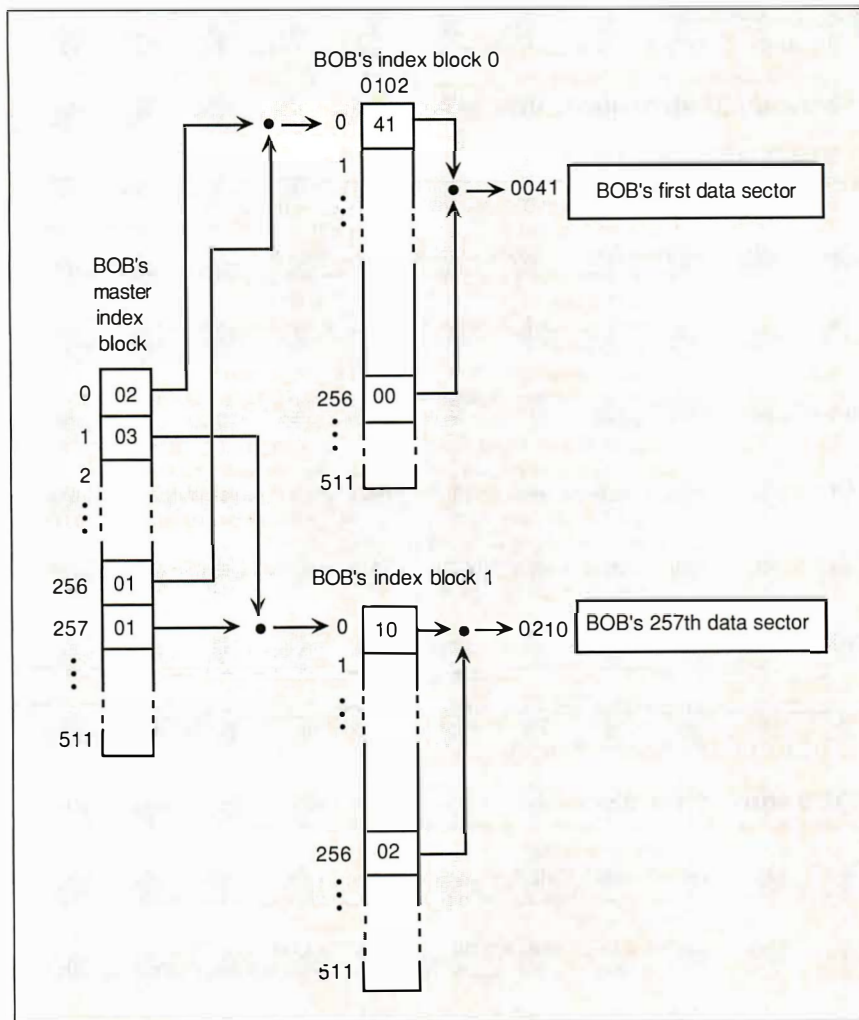 BOB's index block 0
0102
0 41
1
0041 BOB's first data sector
BOB's
master
index
block
0 02
1 03
2
256 00
511
256 01
257 01
511
BOB's index block 1
0 10
1
0210 BOB's 257th data sector
256 02
511